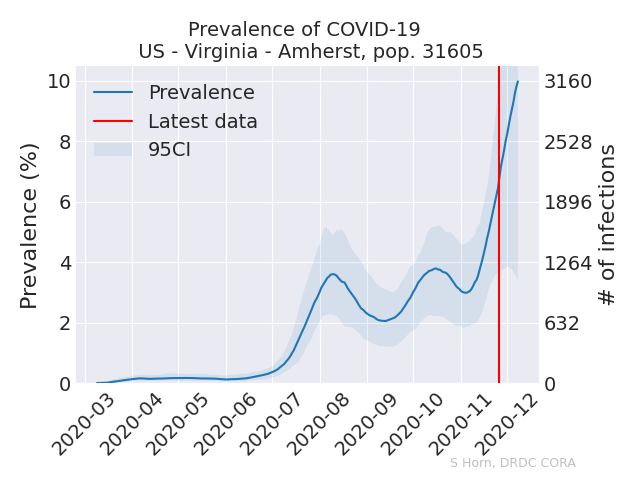 Prevalence of COVID-19
US - Virginia - Amherst, pop. 31605
Prevalence
Latest data
95CI
Prevalence (%)
10
8
6
4
2
0
3160
2528
1896
1264
632
0
# of infections
2020-03
2020-04
2020-05
2020-06
2020-07
2020-08
2020-09
2020-10
2020-11
2020-12
S Horn, DRDC CORA